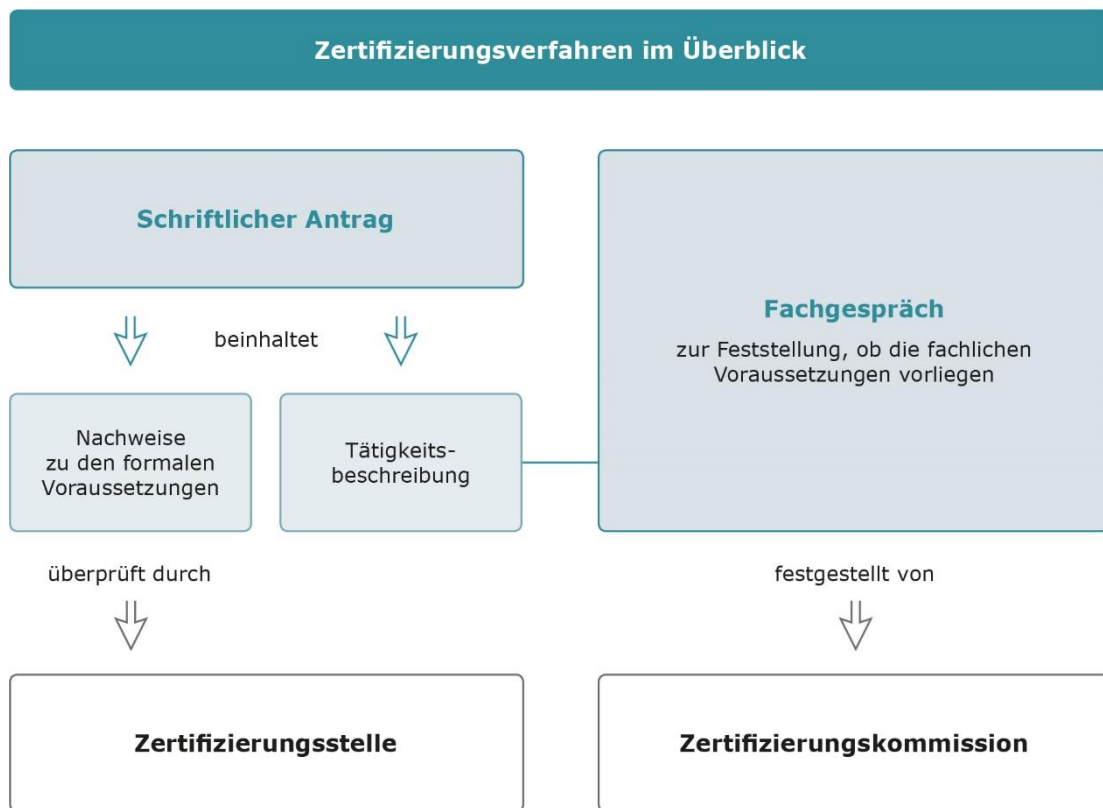 Zertifizierungsverfahren im Überblick
Schriftlicher Antrag
beinhaltet
Nachweise
zu den formalen
Voraussetzungen
Tätigkeits-
beschreibung
überprüft durch
Zertifizierungsstelle
Fachgespräch
zur Feststellung, ob die fachlichen
Voraussetzungen vorliegen
festgestellt von
Zertifizierungskommission